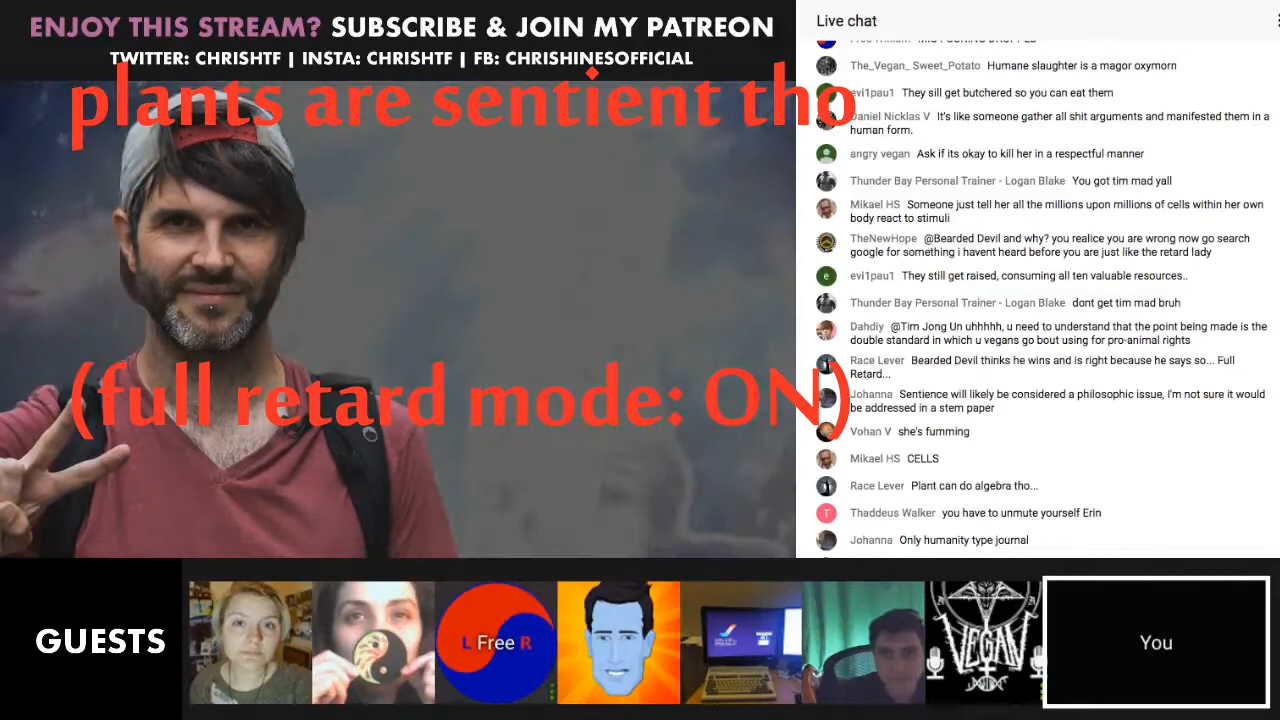 ENJOY THIS STREAM? SUBSCRIBE & JOIN MY PATREON
TWITTER: CHRISHTF | INSTA: CHRISHTF | FB: CHRISHINESOFFICIAL
plants are sentient tho
(full retard mode: ON)
Live chat
The_Vegan_ Sweet_Potato Humane slaughter is a magor oxymorn
evi1pau1 They sill get butchered so you can eat them
Daniel Nicklas V It's like someone gather all shit arguments and manifested them in a
human form.
angry vegan Ask if its okay to kill her in a respectful manner
Thunder Bay Personal Trainer - Logan Blake You got tim mad yall
Mikael HS Someone just tell her all the millions upon millions of cells within her own
body react to stimuli
TheNewHope @Bearded Devil and why? you realice you are wrong now go search
google for something i havent heard before you are just like the retard lady
evi1pau1 They still get raised, consuming all ten valuable resources..
Thunder Bay Personal Trainer - Logan Blake dont get tim mad bruh
Dahdiy @Tim Jong Un uhhhhh, u need to understand that the point being made is the
double standard in which u vegans go bout using for pro-animal rights
Race Lever Bearded Devil thinks he wins and is right because he says so... Full
Retard...
Johanna Sentience will likely be considered a philosophic issue, I'm not sure it would
be addressed in a stem paper
Vohan V she's fumming
Mikael HS CELLS
Race Lever Plant can do algebra tho...
T
Thaddeus Walker you have to unmute yourself Erin
Johanna Only humanity type journal
GUESTS
L Free R
VEGAN
You